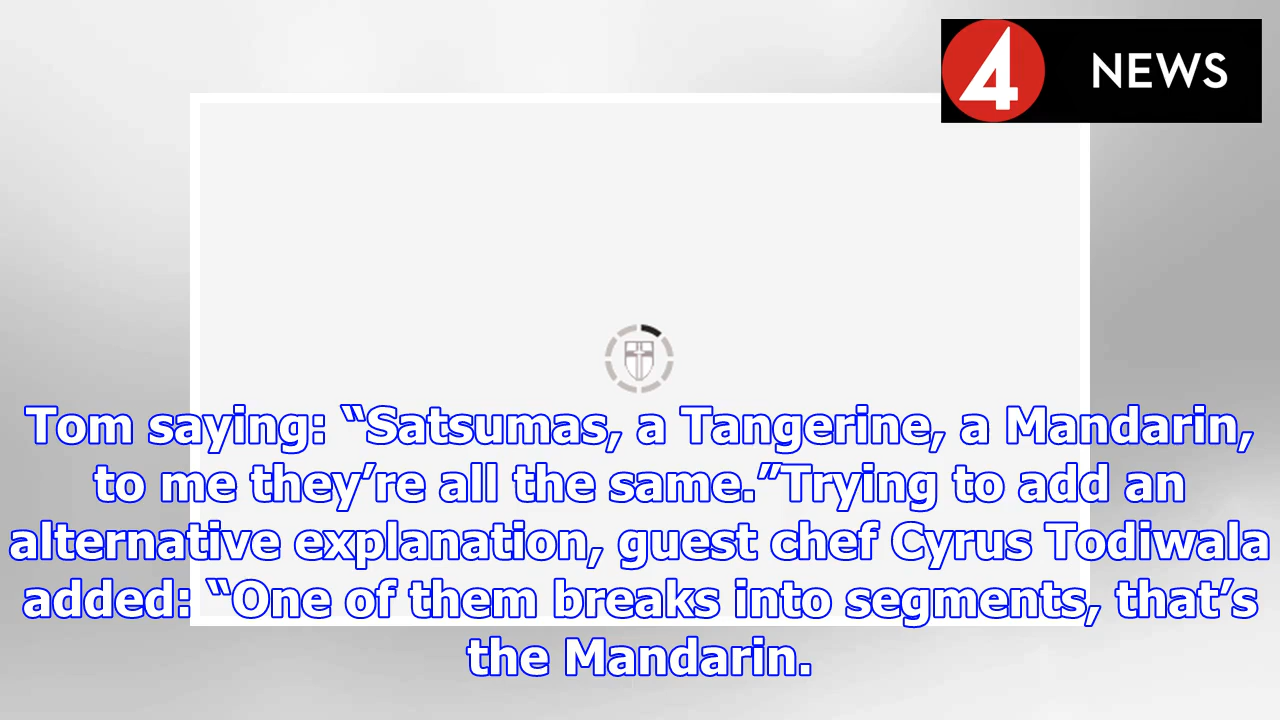 4 NEWS
Tom saying: “Satsumas, a Tangerine, a Mandarin,
to me they’re all the same.”Trying to add an
alternative explanation, guest chef Cyrus Todiwala
added: “One of them breaks into segments, that’s
the Mandarin.